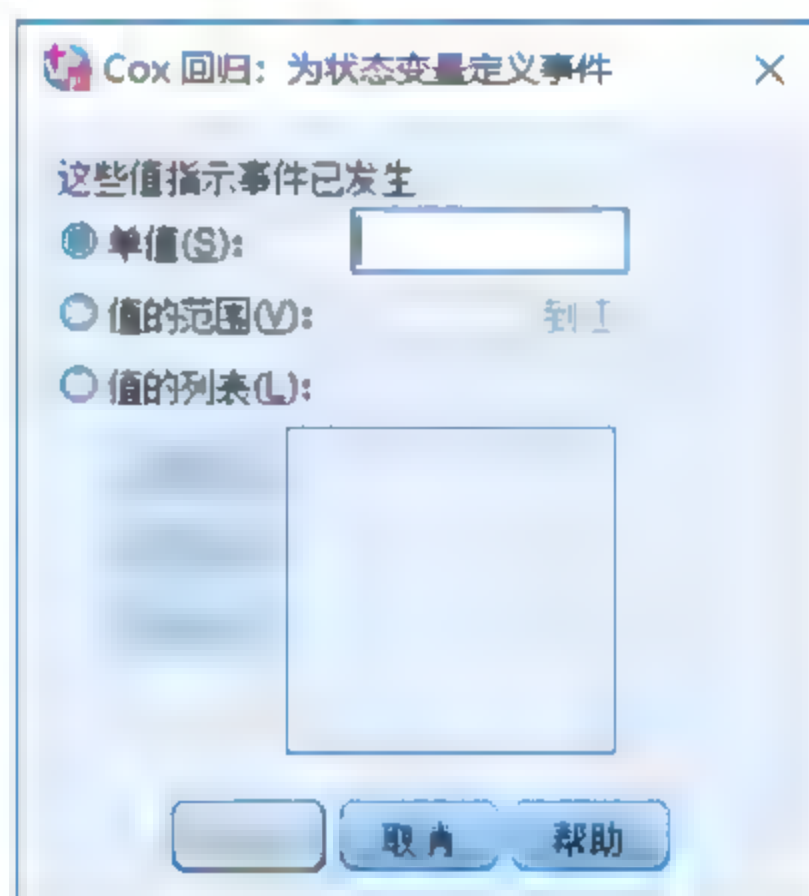 Cox 回归：为状态变量定义事件
这些值指示事件已发生
单值(S):
值的范围(V):
到
值的列表(L):
取消 帮助